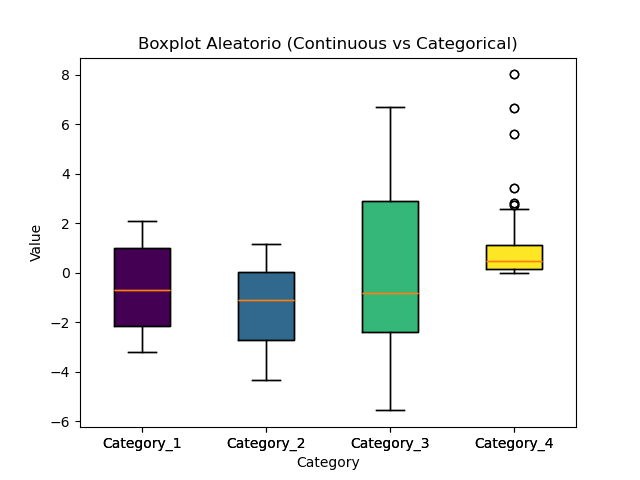 Boxplot Aleatorio (Continuous vs Categorical)
Value
8
6
4
2
0
−2
−4
−6
Category_1 Category_2 Category_3 Category_4
Category